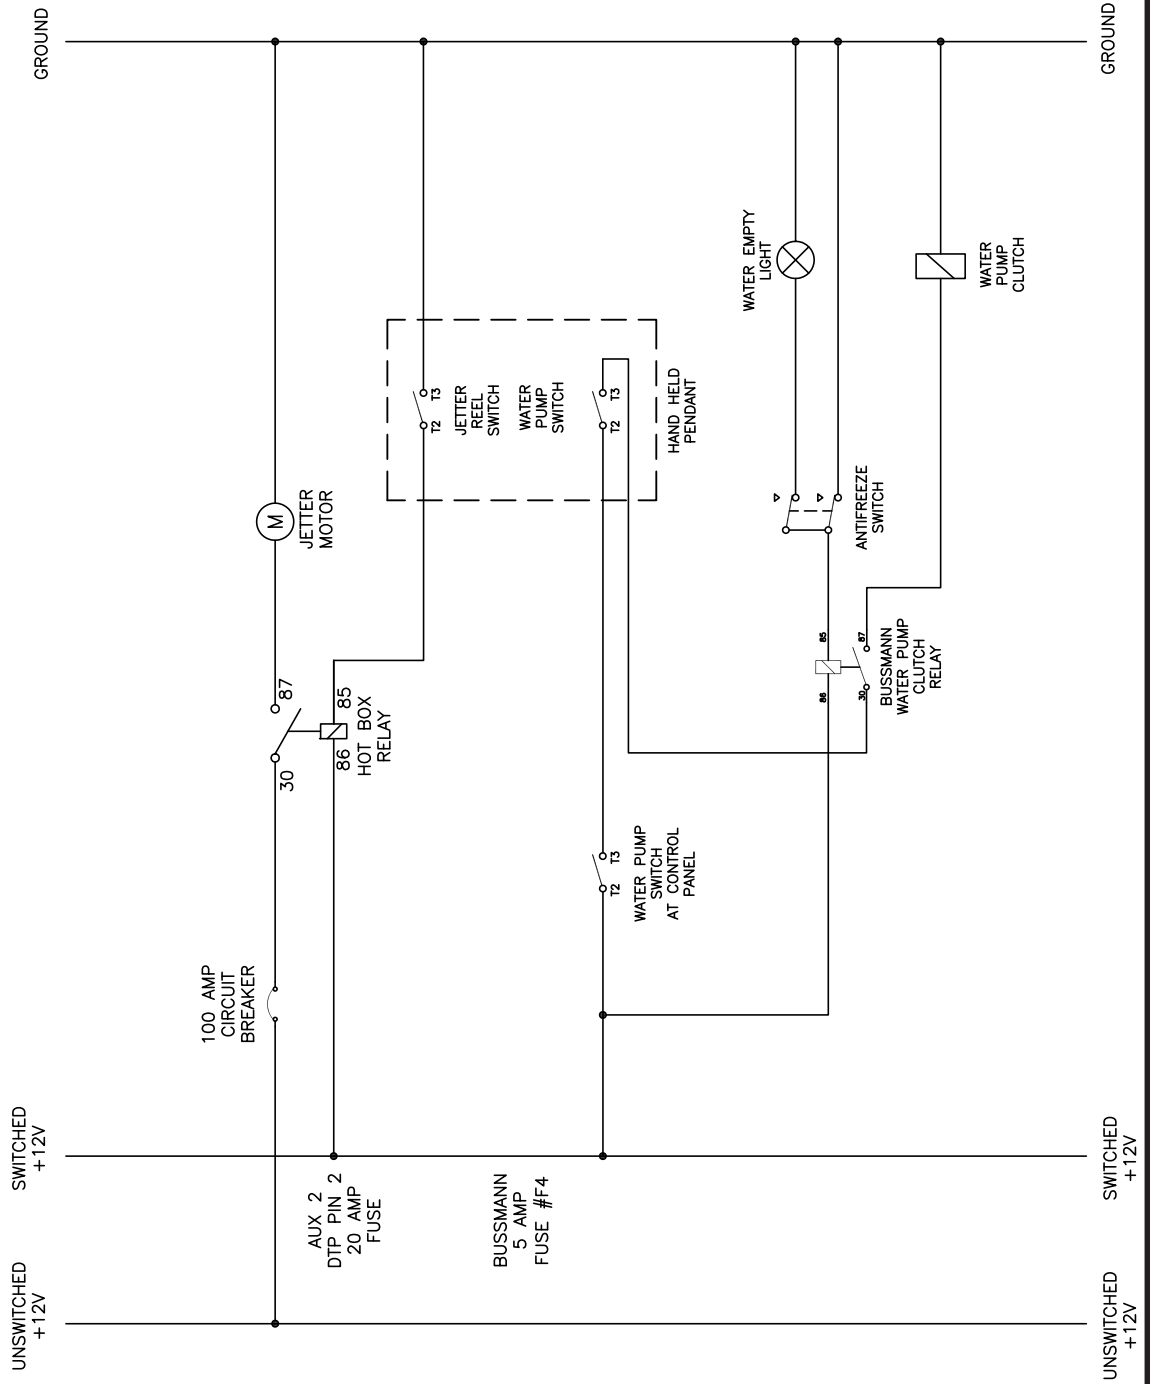 UNSWITCHED
+12V
SWITCHED
+12V
GROUND
100 AMP
CIRCUIT
BREAKER
30
87
JETTER
MOTOR
M
AUX 2
DTP PIN 2
20 AMP
FUSE
86
85
HOT BOX
RELAY
T2
T3
JETTER
REEL
SWITCH
BUSSMANN
5 AMP
FUSE #F4
WATER
PUMP
SWITCH
T2
T3
WATER PUMP
SWITCH
AT CONTROL
PANEL
T2
T3
HAND HELD
PENDANT
WATER EMPTY
LIGHT
86
85
30
87
BUSSMANN
WATER PUMP
CLUTCH
RELAY
ANTIFREEZE
SWITCH
WATER
PUMP
CLUTCH
UNSWITCHED
+12V
SWITCHED
+12V
GROUND